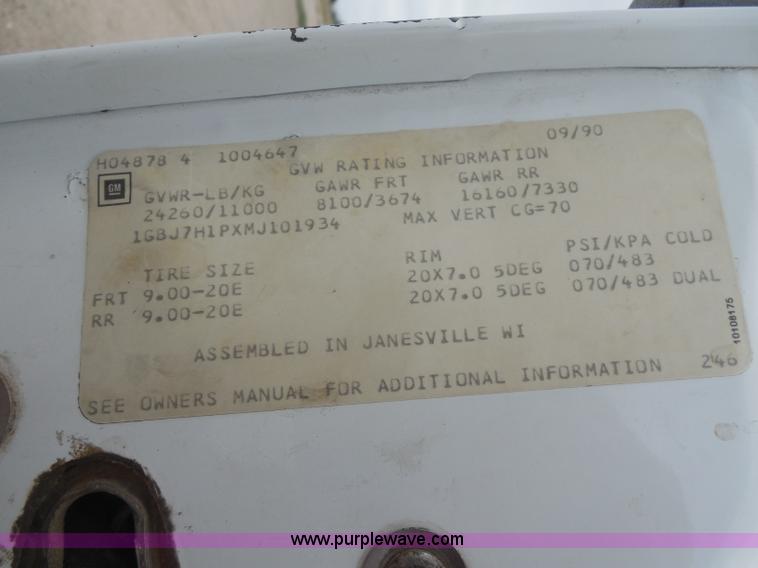 H04878 4 1004647 09/90
GVW RATING INFORMATION
GM
GVWR-LB/KG GAWR FRT GAWR RR
24260/11000 8100/3674 16160/7330
1GBJ7H1PXMJ101934 MAX VERT CG=70
TIRE SIZE RIM PSI/KPA COLD
FRT 9.00-20E 20X7.0 5DEG 070/483
RR 9.00-20E 20X7.0 5DEG 070/483 DUAL
10108175
ASSEMBLED IN JANESVILLE WI
SEE OWNERS MANUAL FOR ADDITIONAL INFORMATION 246
www.purplewave.com